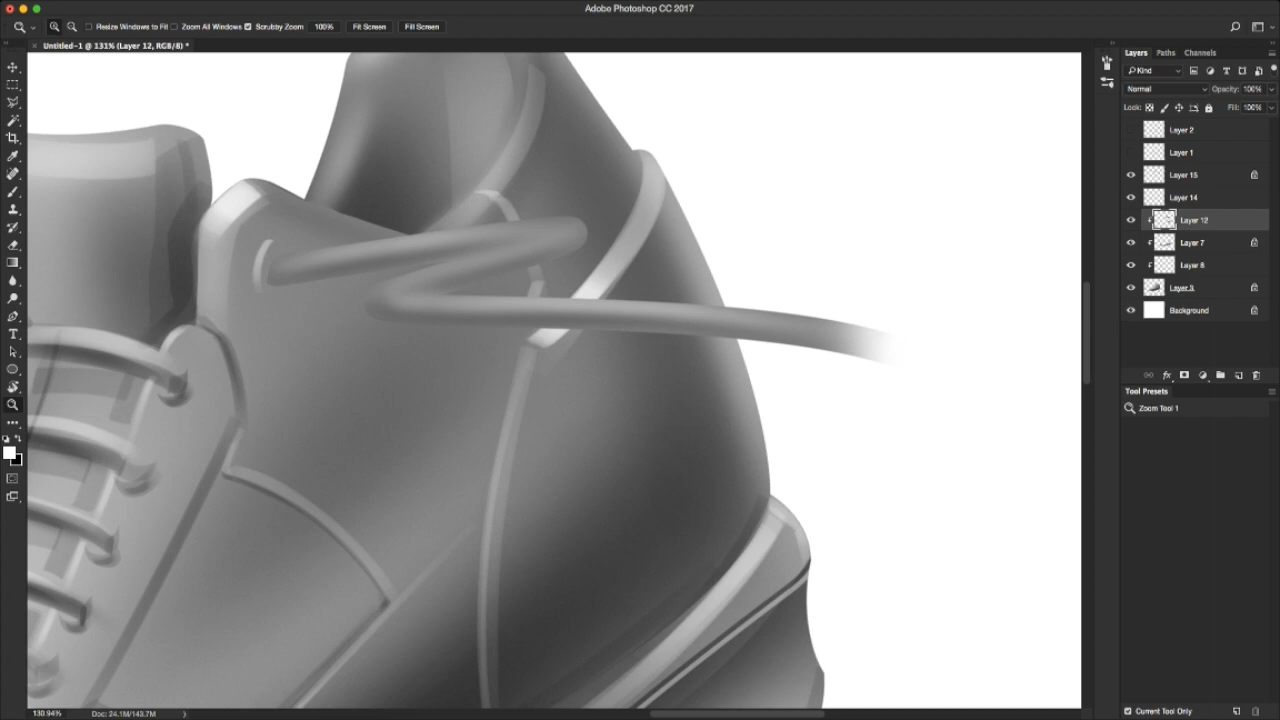 Adobe Photoshop CC 2017
Resize Windows to Fit Zoom All Windows Scrubby Zoom 100% Fit Screen Fill Screen
× Untitled-1 @ 131% (Layer 12, RGB/8) *
Layers Paths Channels
Kind
Normal Opacity: 100%
Lock: Fill: 100%
Layer 2
Layer 1
Layer 15
Layer 14
Layer 12
Layer 7
Layer 8
Background
Tool Presets
Zoom Tool 1
130.94% Doc: 24.1M/143.7M
Current Tool Only